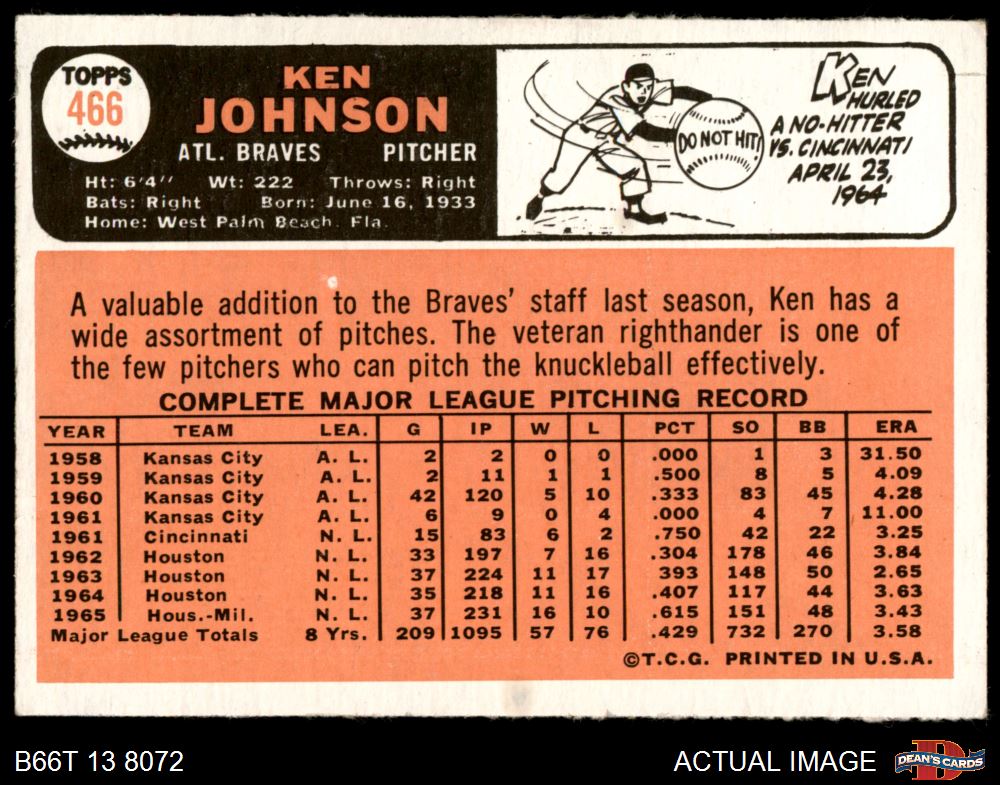 TOPPS
466
KEN
JOHNSON
ATL. BRAVES PITCHER
Ht: 6'4" Wt: 222 Throws: Right
Bats: Right Born: June 16, 1933
Home: West Palm Beach, Fla.
DO NOT HIT!
KEN
HURLED
A NO-HITTER
VS. CINCINNATI
APRIL 23,
1964
A valuable addition to the Braves' staff last season, Ken has a
wide assortment of pitches. The veteran righthander is one of
the few pitchers who can pitch the knuckleball effectively.
COMPLETE MAJOR LEAGUE PITCHING RECORD
YEAR TEAM LEA. G IP W L PCT SO BB ERA
1958 Kansas City A. L. 2 2 0 0 .000 1 3 31.50
1959 Kansas City A. L. 2 11 1 1 .500 8 5 4.09
1960 Kansas City A. L. 42 120 5 10 .333 83 45 4.28
1961 Kansas City A. L. 6 9 0 4 .000 4 7 11.00
1961 Cincinnati N. L. 15 83 6 2 .750 42 22 3.25
1962 Houston N. L. 33 197 7 16 .304 178 46 3.84
1963 Houston N. L. 37 224 11 17 393 148 50 2.65
1964 Houston N. L. 35 218 11 16 .407 117 44 3.63
1965 Hous.-Mil. N. L. 37 231 16 10 .615 151 48 3.43
Major League Totals 8 Yrs. 209 1095 57 76 .429 732 270 3.58
©T.C.G. PRINTED IN U.S.A.
B66T 13 8072 ACTUAL IMAGE
DEAN'S CARDS